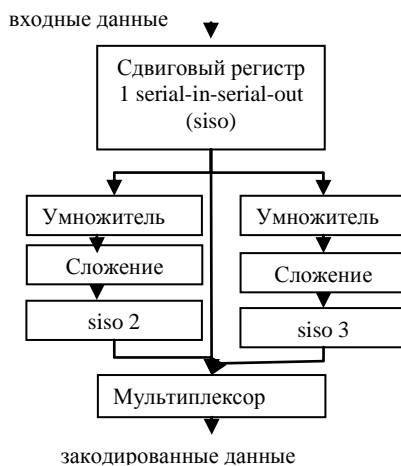 входные данные
Сдвиговый регистр
1 serial-in-serial-out
(siso)
Умножитель
Сложение
siso 2
Умножитель
Сложение
siso 3
Мультиплексор
закодированные данные